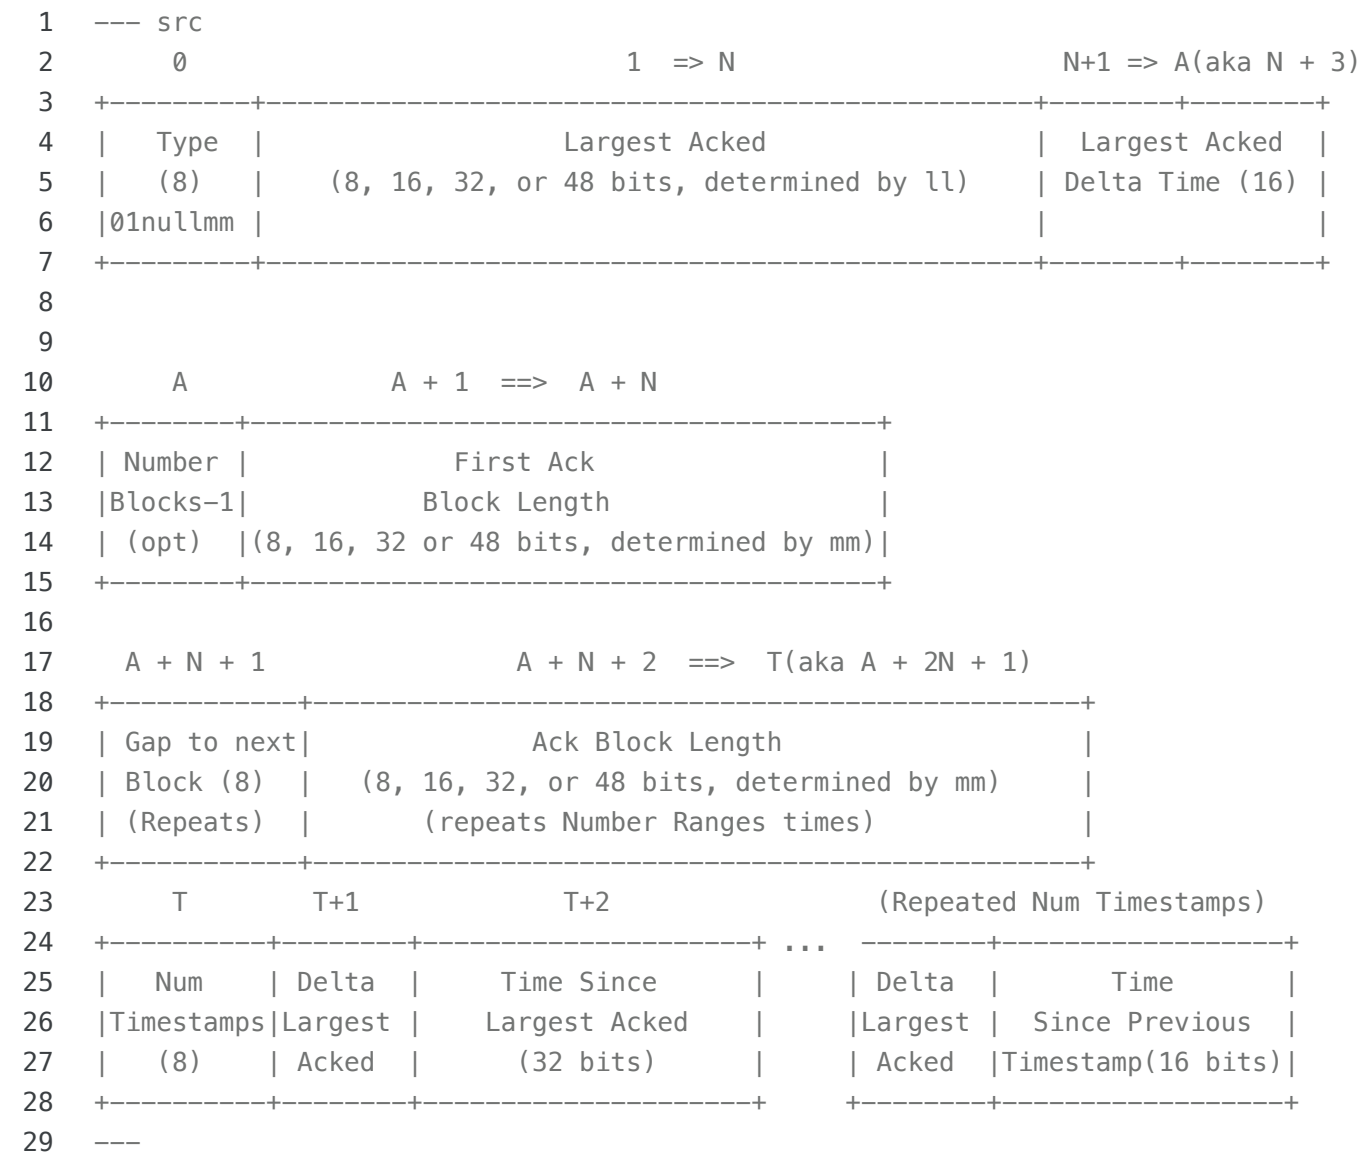 1 --- src
2 0 1 => N N+1 => A(aka N + 3)
3 +---------+-------------------------------------------------+--------+--------+
4 | Type | Largest Acked | Largest Acked |
5 | (8) | (8, 16, 32, or 48 bits, determined by ll) | Delta Time (16) |
6 |01nullmm | | |
7 +---------+-------------------------------------------------+--------+--------+
8
9
10 A A + 1 ==> A + N
11 +--------+----------------------------------------+
12 | Number | First Ack |
13 |Blocks-1| Block Length |
14 | (opt) |(8, 16, 32 or 48 bits, determined by mm)|
15 +--------+----------------------------------------+
16
17 A + N + 1 A + N + 2 ==> T(aka A + 2N + 1)
18 +------------+-------------------------------------------------+
19 | Gap to next| Ack Block Length |
20 | Block (8) | (8, 16, 32, or 48 bits, determined by mm) |
21 | (Repeats) | (repeats Number Ranges times) |
22 +------------+-------------------------------------------------+
23 T T+1 T+2 (Repeated Num Timestamps)
24 +----------+--------+---------------------+ ... --------+------------------+
25 | Num | Delta | Time Since | | Delta | Time |
26 |Timestamps|Largest | Largest Acked | |Largest | Since Previous |
27 | (8) | Acked | (32 bits) | | Acked |Timestamp(16 bits)|
28 +----------+--------+---------------------+ +--------+------------------+
29 ---